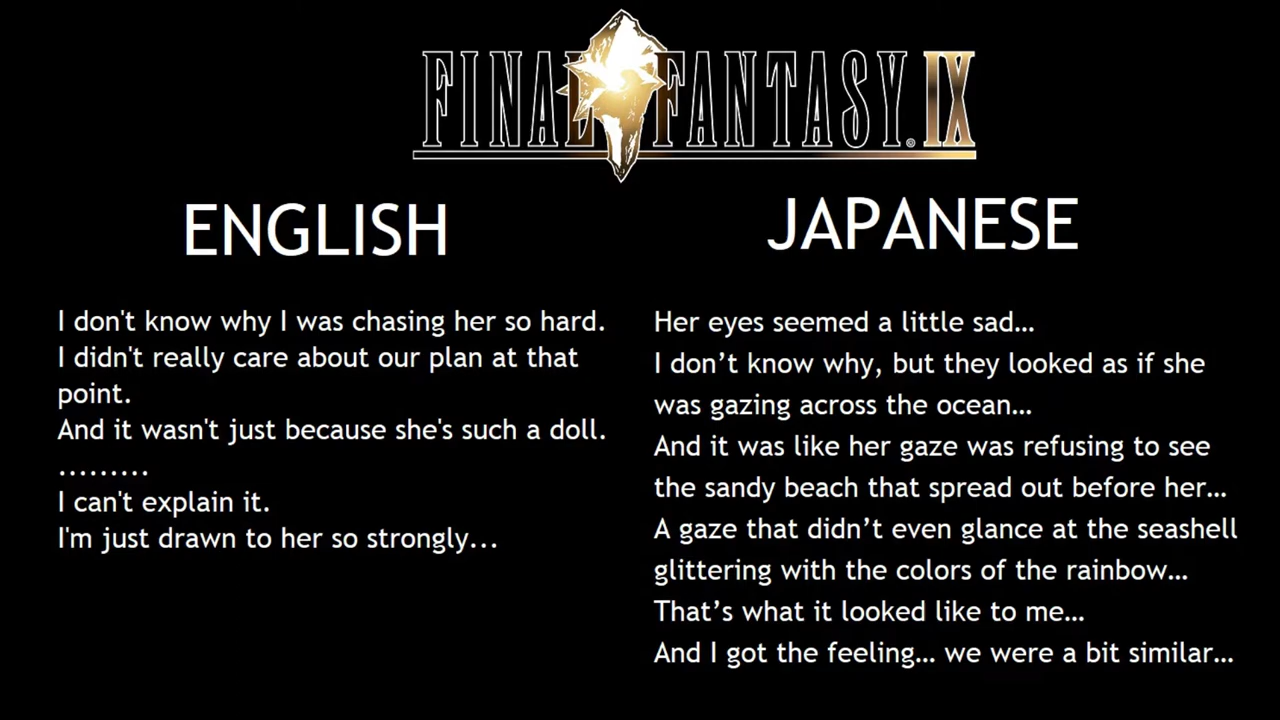 FINAL FANTASY® IX
ENGLISH
I don't know why I was chasing her so hard.
I didn't really care about our plan at that
point.
And it wasn't just because she's such a doll.
.........
I can't explain it.
I'm just drawn to her so strongly...
JAPANESE
Her eyes seemed a little sad…
I don’t know why, but they looked as if she
was gazing across the ocean…
And it was like her gaze was refusing to see
the sandy beach that spread out before her…
A gaze that didn’t even glance at the seashell
glittering with the colors of the rainbow…
That’s what it looked like to me…
And I got the feeling… we were a bit similar…